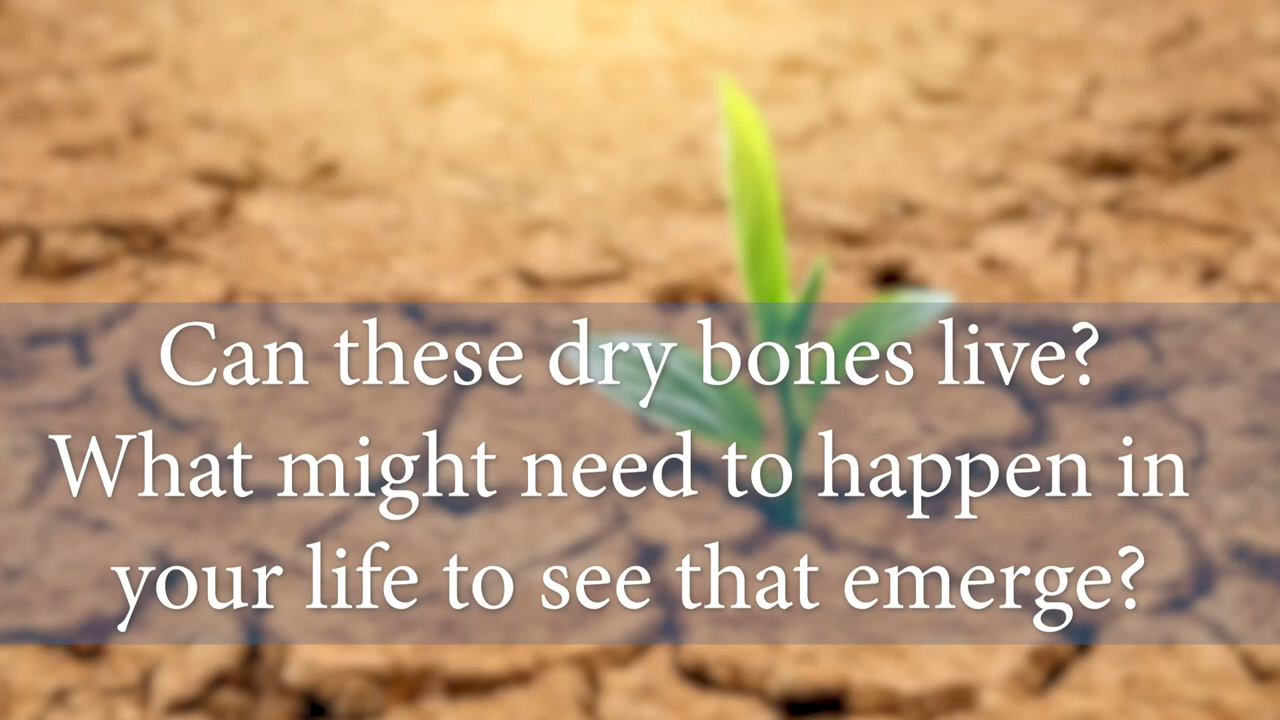 Can these dry bones live?
What might need to happen in
your life to see that emerge?